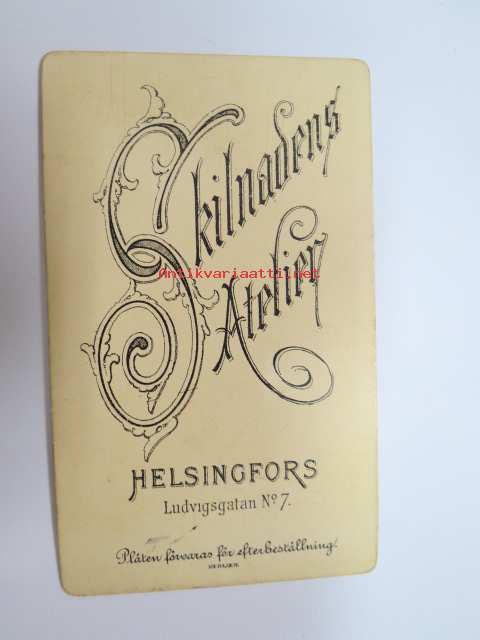 Skilnadens
Atelier
Antikvariaatti.net
HELSINGFORS
Ludvigsgatan No 7.
Plåten förvaras för efterbeställning.